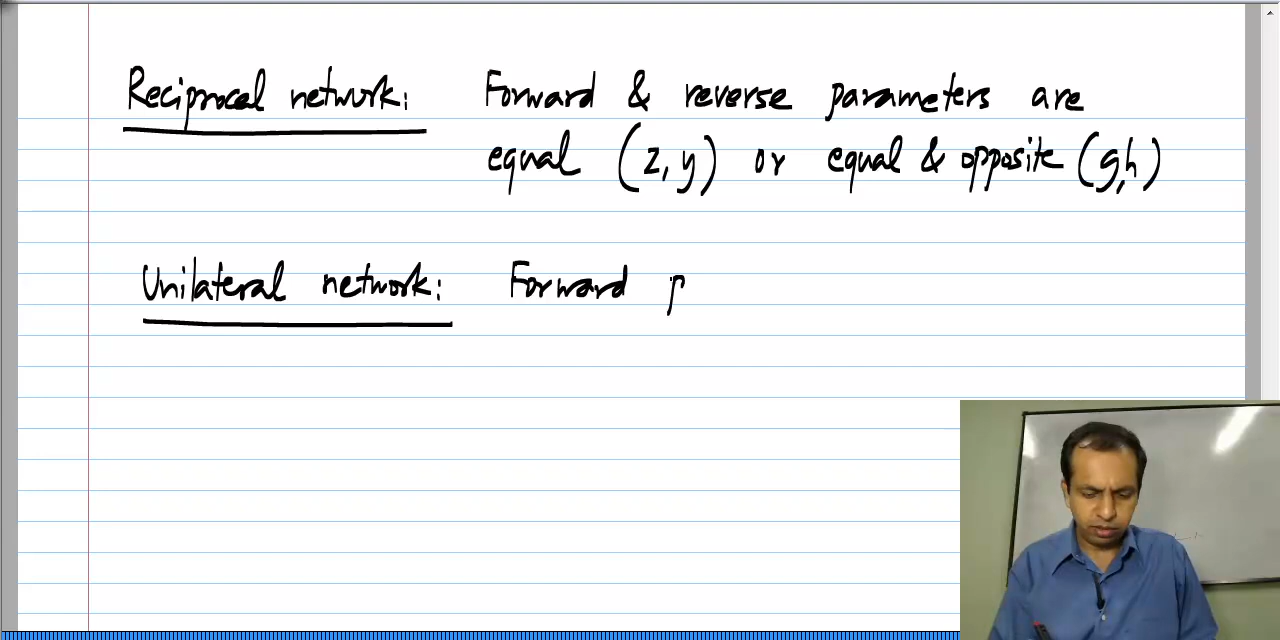 Reciprocal network: Forward & reverse parameters are
equal (z, y) or equal & opposite (g, h)
Unilateral network: Forward p